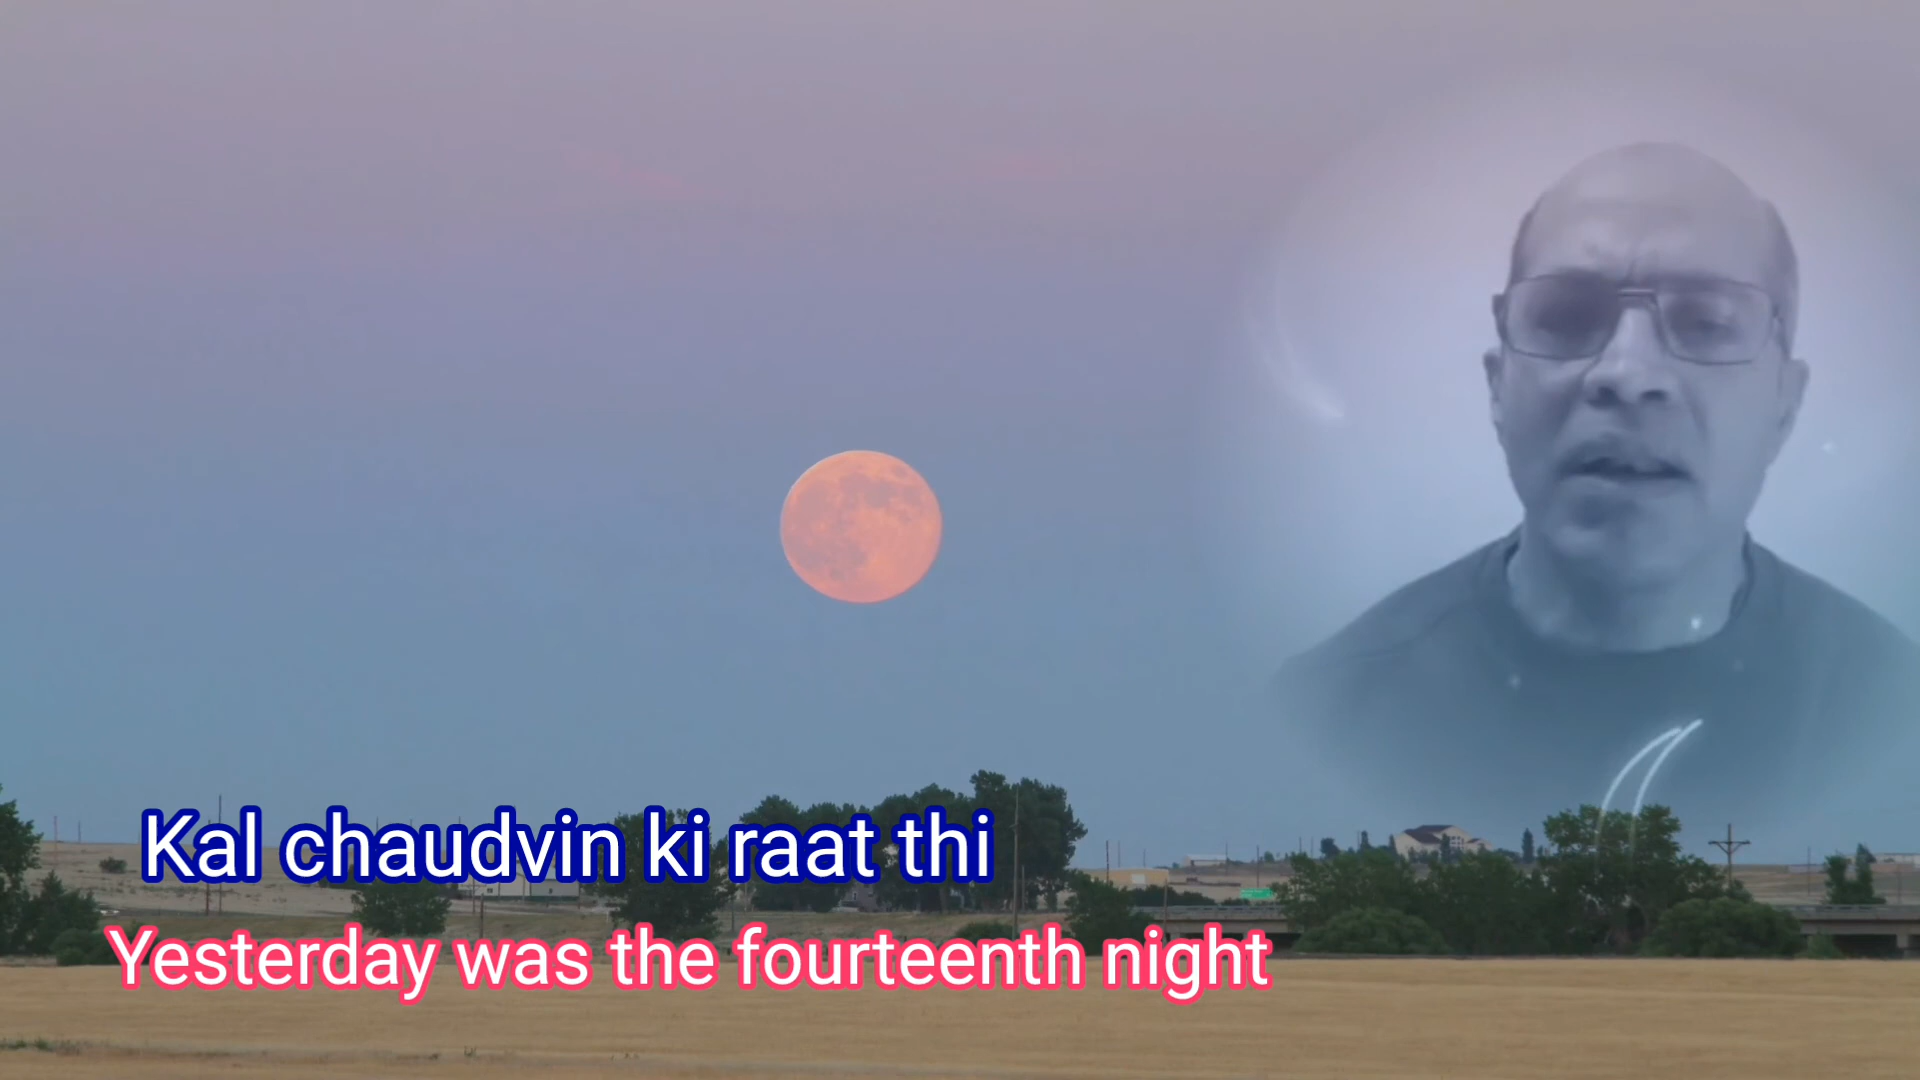 Kal chaudvin ki raat thi
Yesterday was the fourteenth night